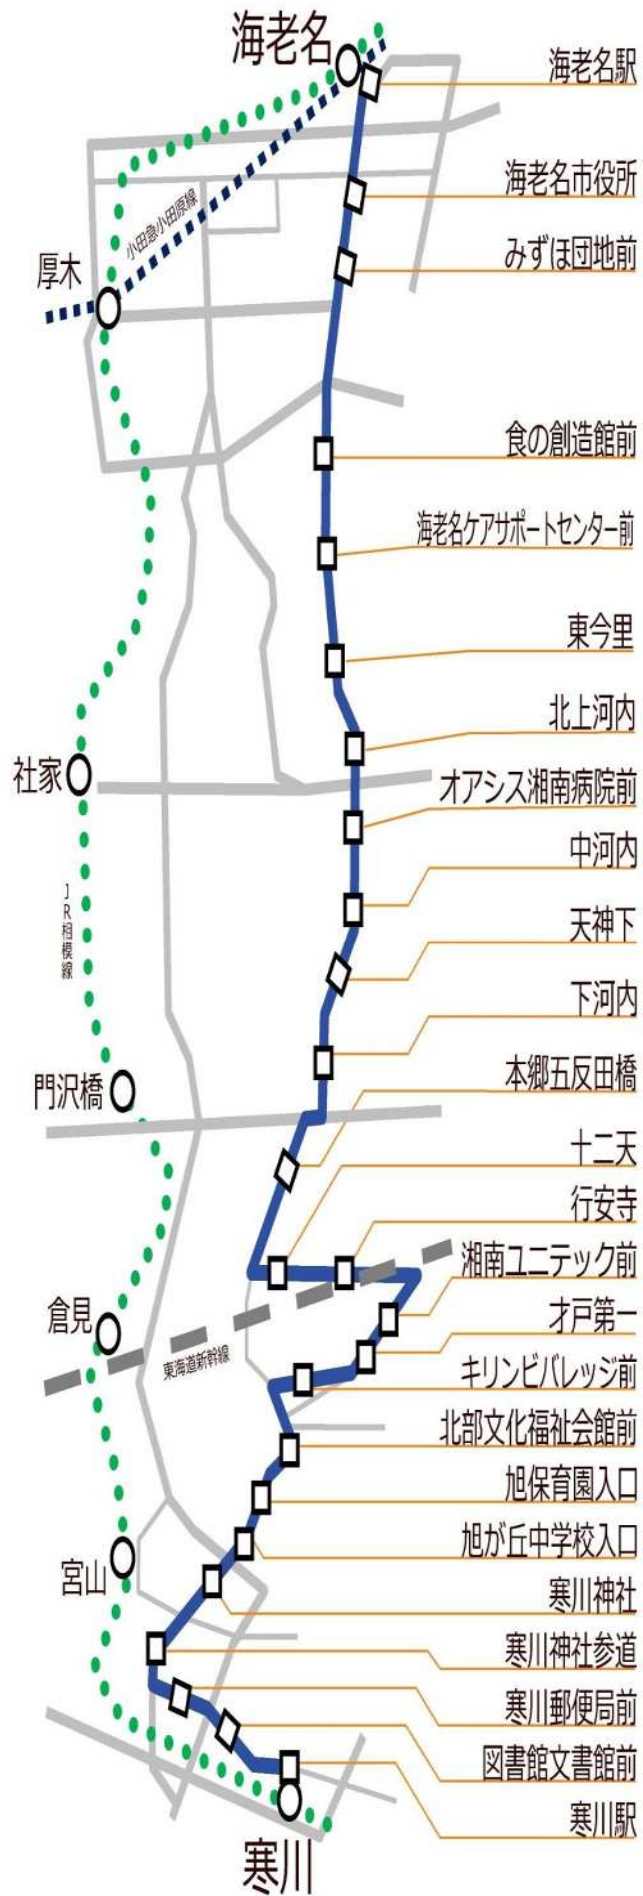 海老名
海老名駅
海老名市役所
小田急小田原線
みずほ団地前
厚木
食の創造館前
海老名ケアサポートセンター前
東今里
北上河内
社家
オアシス湘南病院前
中河内
JR相模線
天神下
下河内
門沢橋
本郷五反田橋
十二天
行安寺
湘南ユニテック前
倉見
才戸第一
東海道新幹線
キリンビバレッジ前
北部文化福祉会館前
旭保育園入口
旭が丘中学校入口
宮山
寒川神社
寒川神社参道
寒川郵便局前
図書館文書館前
寒川駅
寒川